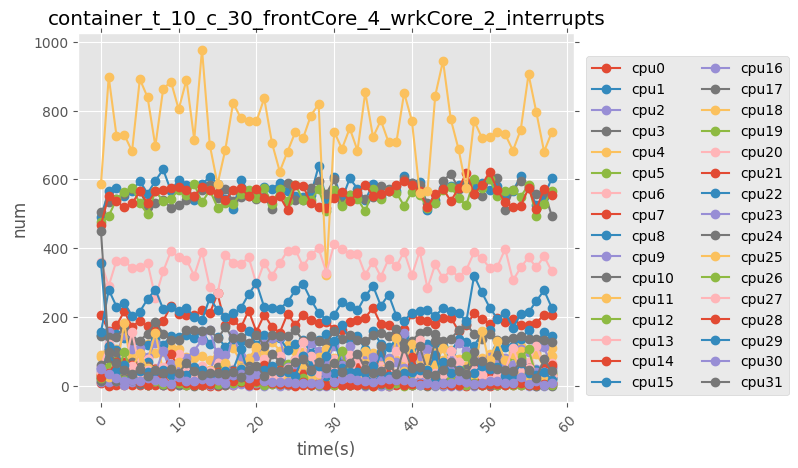 container_t_10_c_30_frontCore_4_wrkCore_2_interrupts
num
1000
800
600
400
200
0
0
10
20
30
40
50
60
time(s)
cpu0
cpu1
cpu2
cpu3
cpu4
cpu5
cpu6
cpu7
cpu8
cpu9
cpu10
cpu11
cpu12
cpu13
cpu14
cpu15
cpu16
cpu17
cpu18
cpu19
cpu20
cpu21
cpu22
cpu23
cpu24
cpu25
cpu26
cpu27
cpu28
cpu29
cpu30
cpu31